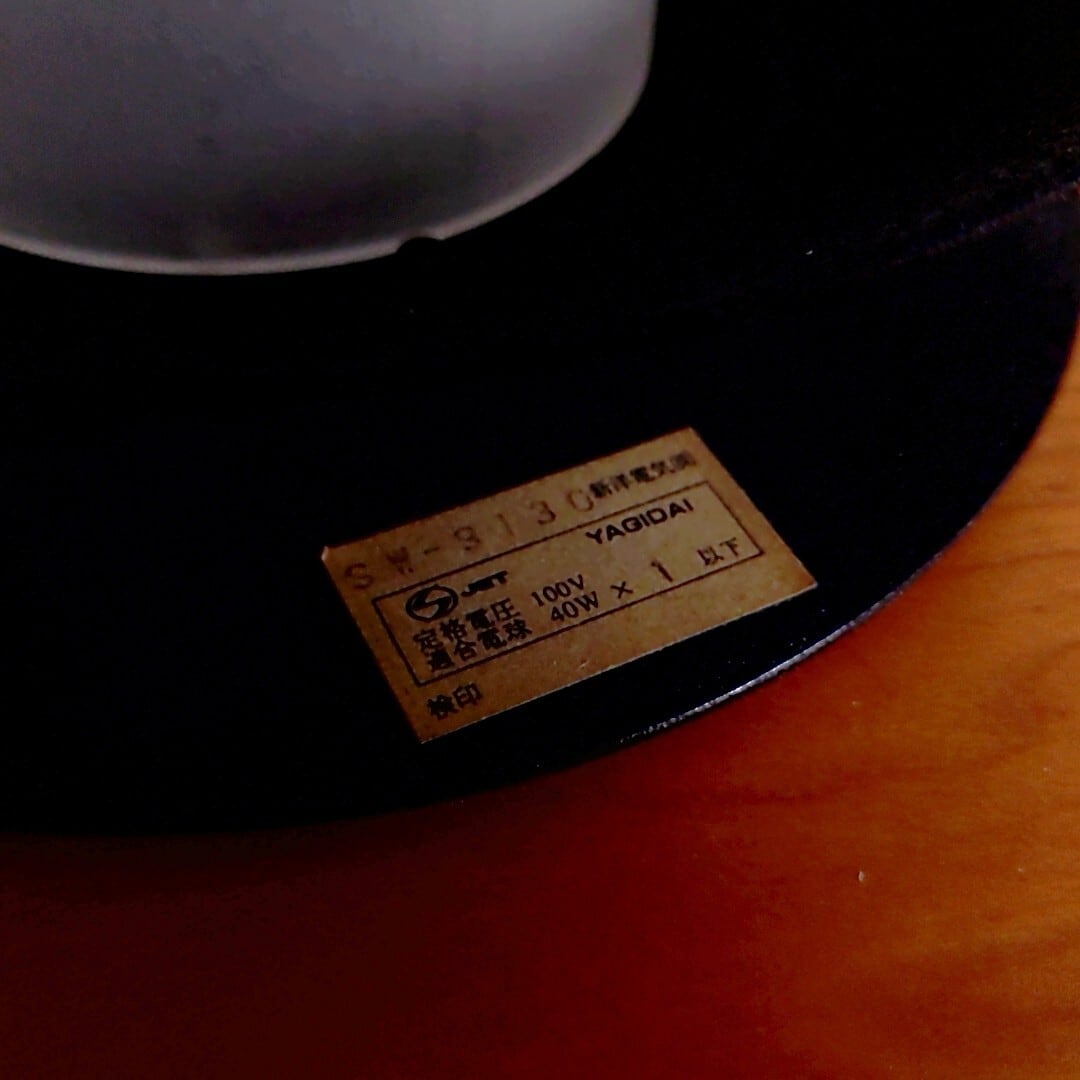 SW-9130 新洋電気㈱
YAGIDAI
JET
定格電圧 100V
適合電球 40W × 1 以下
検印